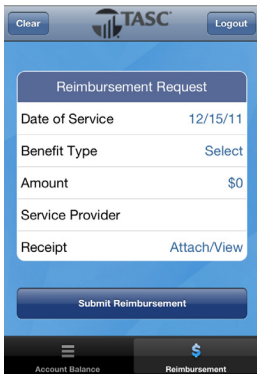 Clear
TASC
Logout
Reimbursement Request
Date of Service 12/15/11
Benefit Type Select
Amount $0
Service Provider
Receipt Attach/View
Submit Reimbursement
$
Account Balance Reimbursement